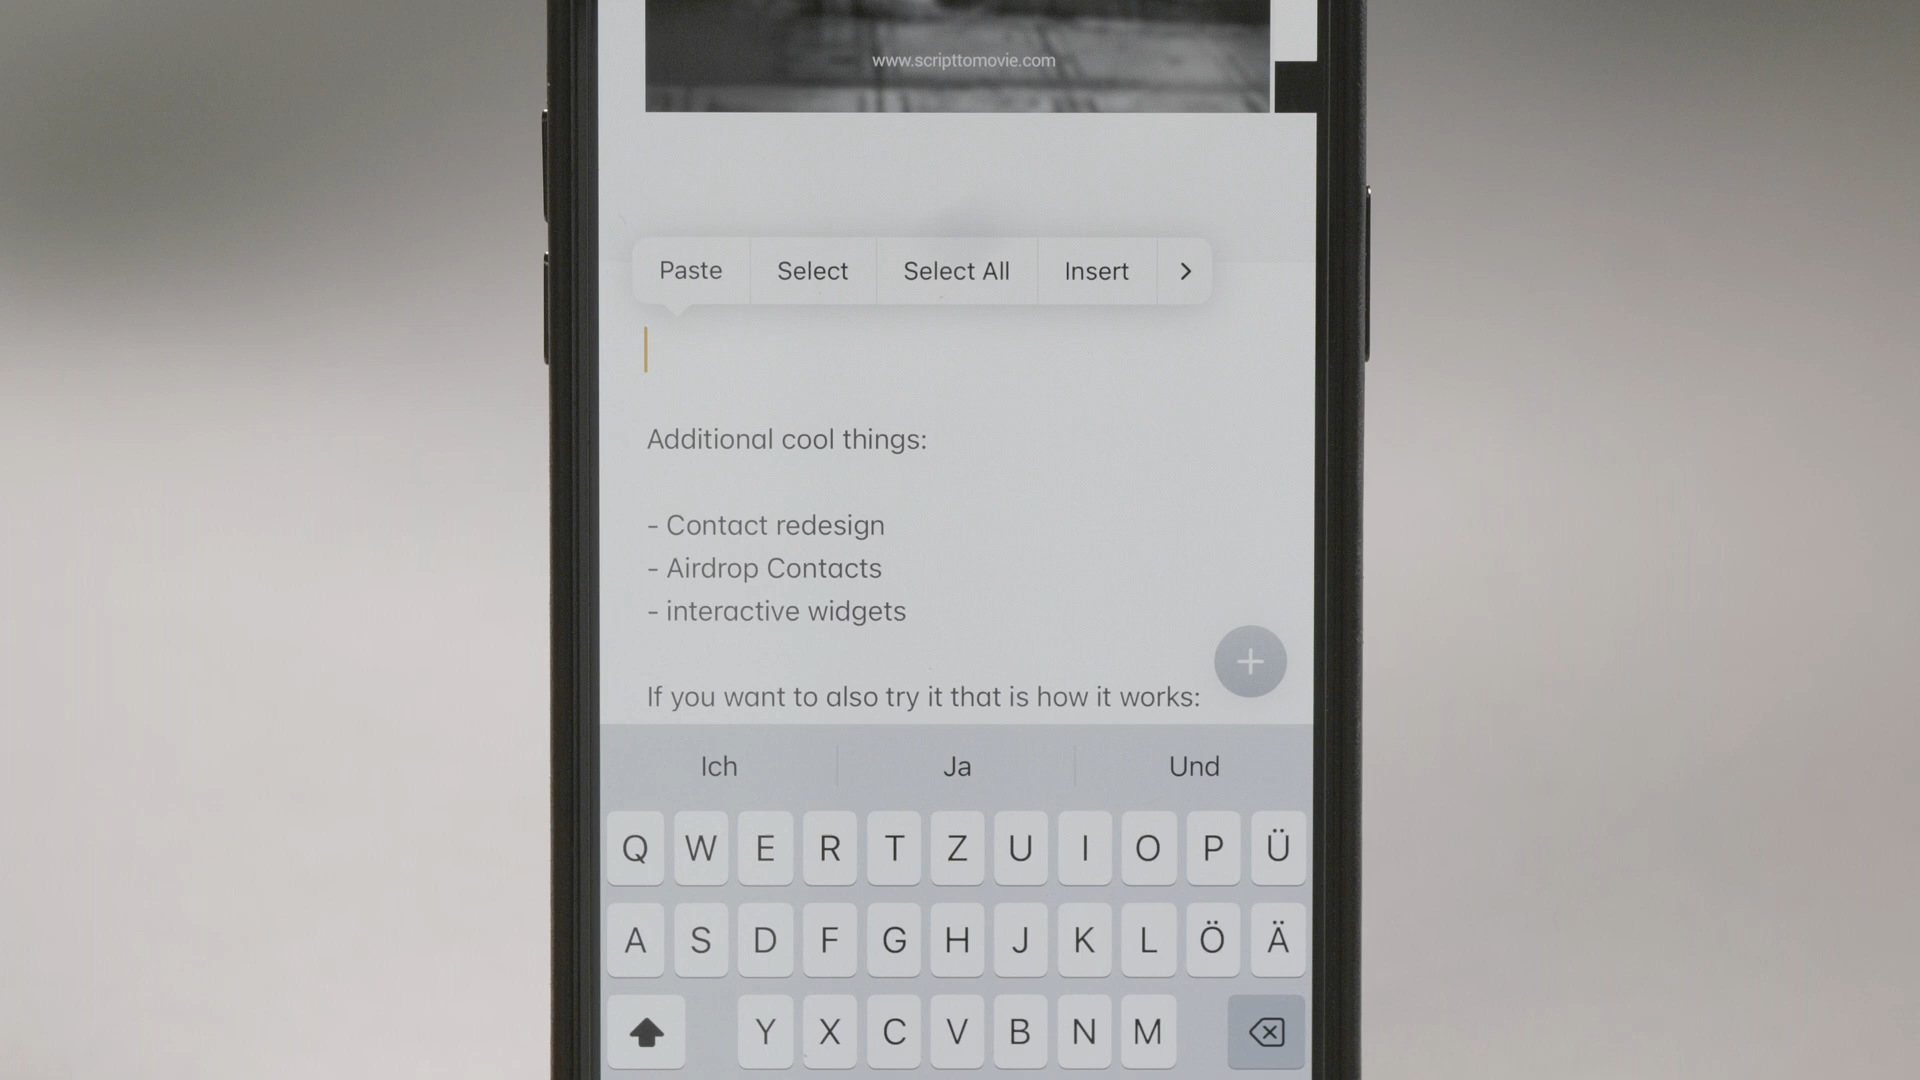 www.scripttomovie.com
Paste Select Select All Insert
Additional cool things:
- Contact redesign
- Airdrop Contacts
- interactive widgets
If you want to also try it that is how it works:
Ich Ja Und
Q W E R T Z U I O P Ü
A S D F G H J K L Ö Ä
Y X C V B N M